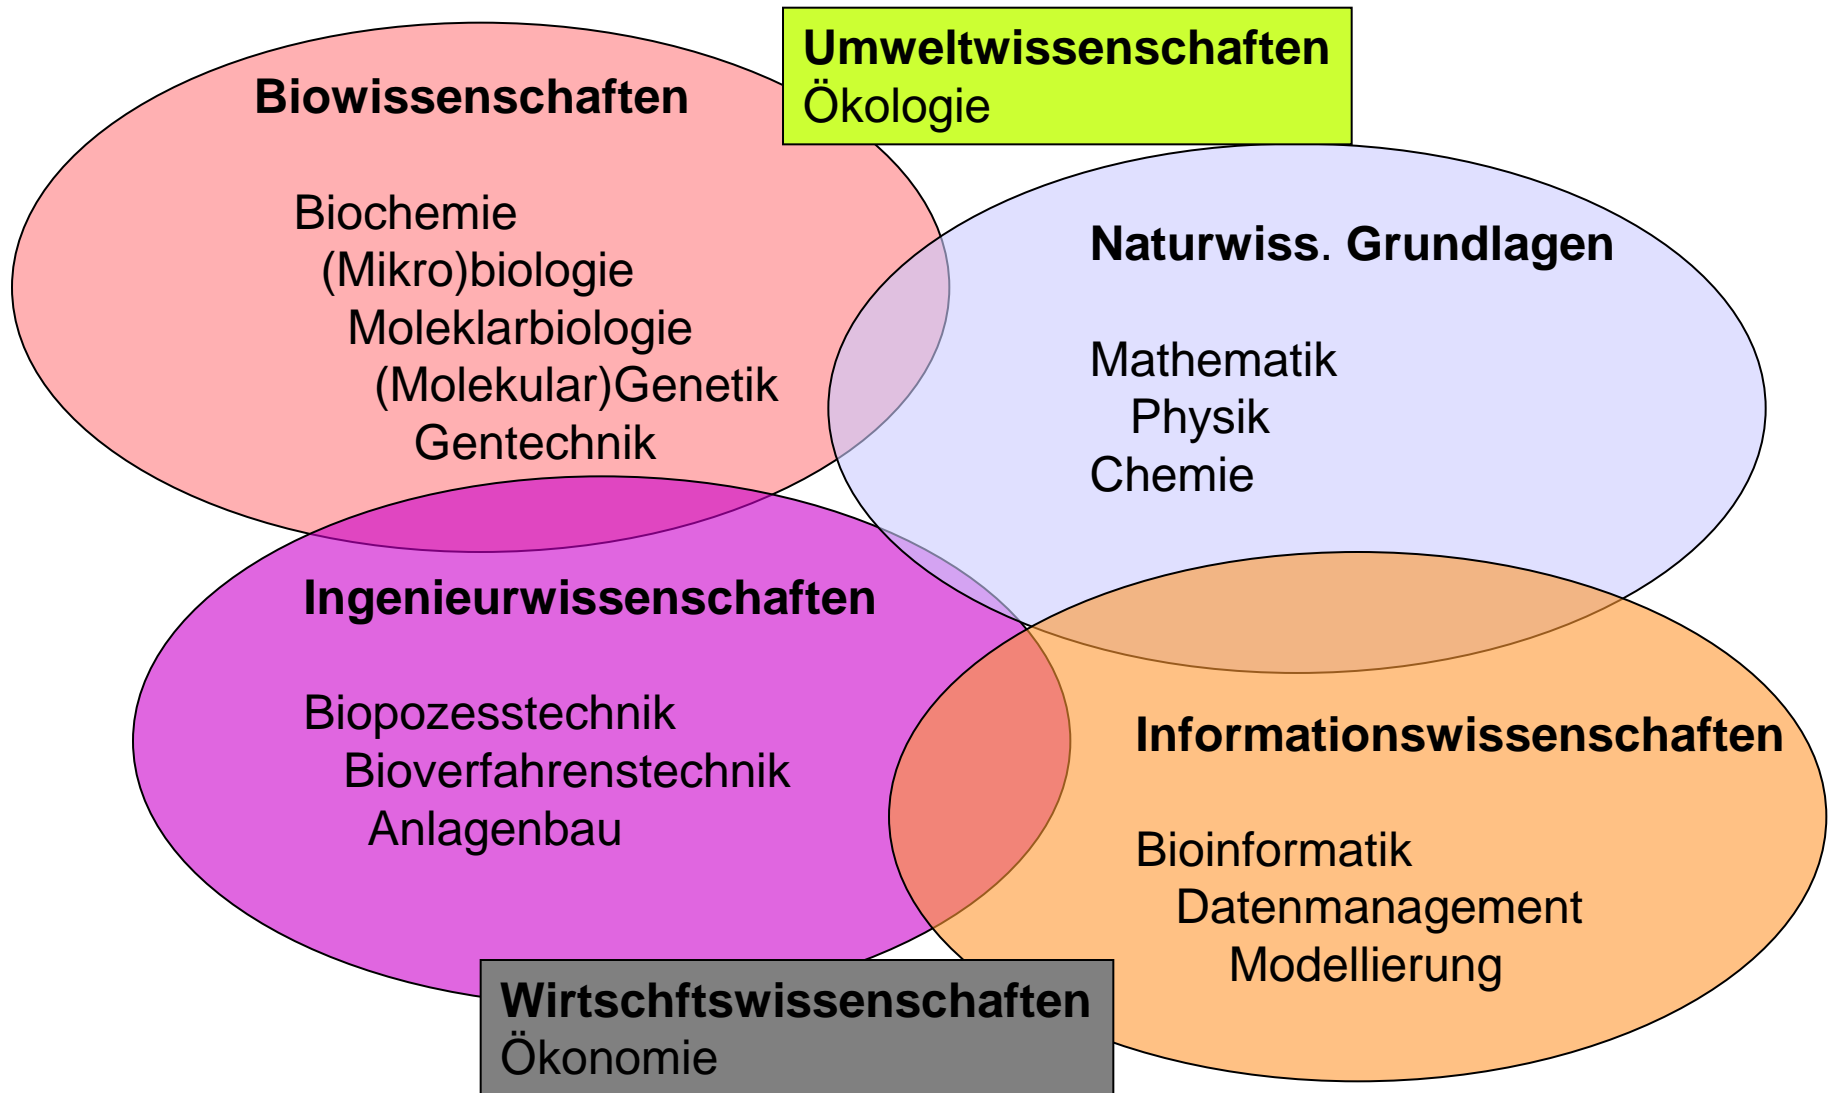 Umweltwissenschaften
Ökologie
Biowissenschaften
Biochemie
(Mikro)biologie
Moleklarbiologie
(Molekular)Genetik
Gentechnik
Naturwiss. Grundlagen
Mathematik
Physik
Chemie
Ingenieurwissenschaften
Biopozesstechnik
Bioverfahrenstechnik
Anlagenbau
Informationswissenschaften
Bioinformatik
Datenmanagement
Modellierung
Wirtschftswissenschaften
Ökonomie